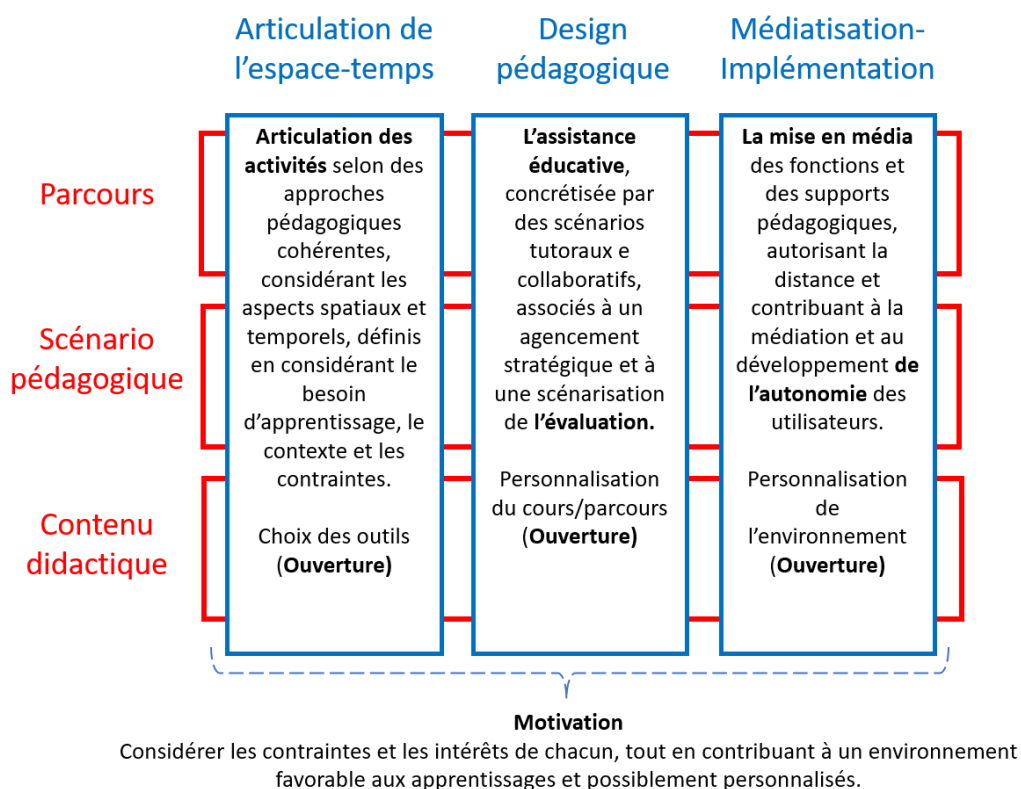 Articulation de
l’espace-temps
Design
pédagogique
Médiatisation-
Implémentation
Parcours
Scénario
pédagogique
Contenu
didactique
Articulation des
activités selon des
approches
pédagogiques
cohérentes,
considérant les
aspects spatiaux et
temporels, définis
en considérant le
besoin
d’apprentissage, le
contexte et les
contraintes.
Choix des outils
(Ouverture)
L’assistance
éducative,
concrétisée par
des scénarios
tutoraux e
collaboratifs,
associés à un
agencement
stratégique et à
une scénarisation
de l’évaluation.
Personnalisation
du cours/parcours
(Ouverture)
La mise en média
des fonctions et
des supports
pédagogiques,
autorisant la
distance et
contribuant à la
médiation et au
développement de
l’autonomie des
utilisateurs.
Personnalisation
de
l’environnement
(Ouverture)
Motivation
Considérer les contraintes et les intérêts de chacun, tout en contribuant à un environnement
favorable aux apprentissages et possiblement personnalisés.